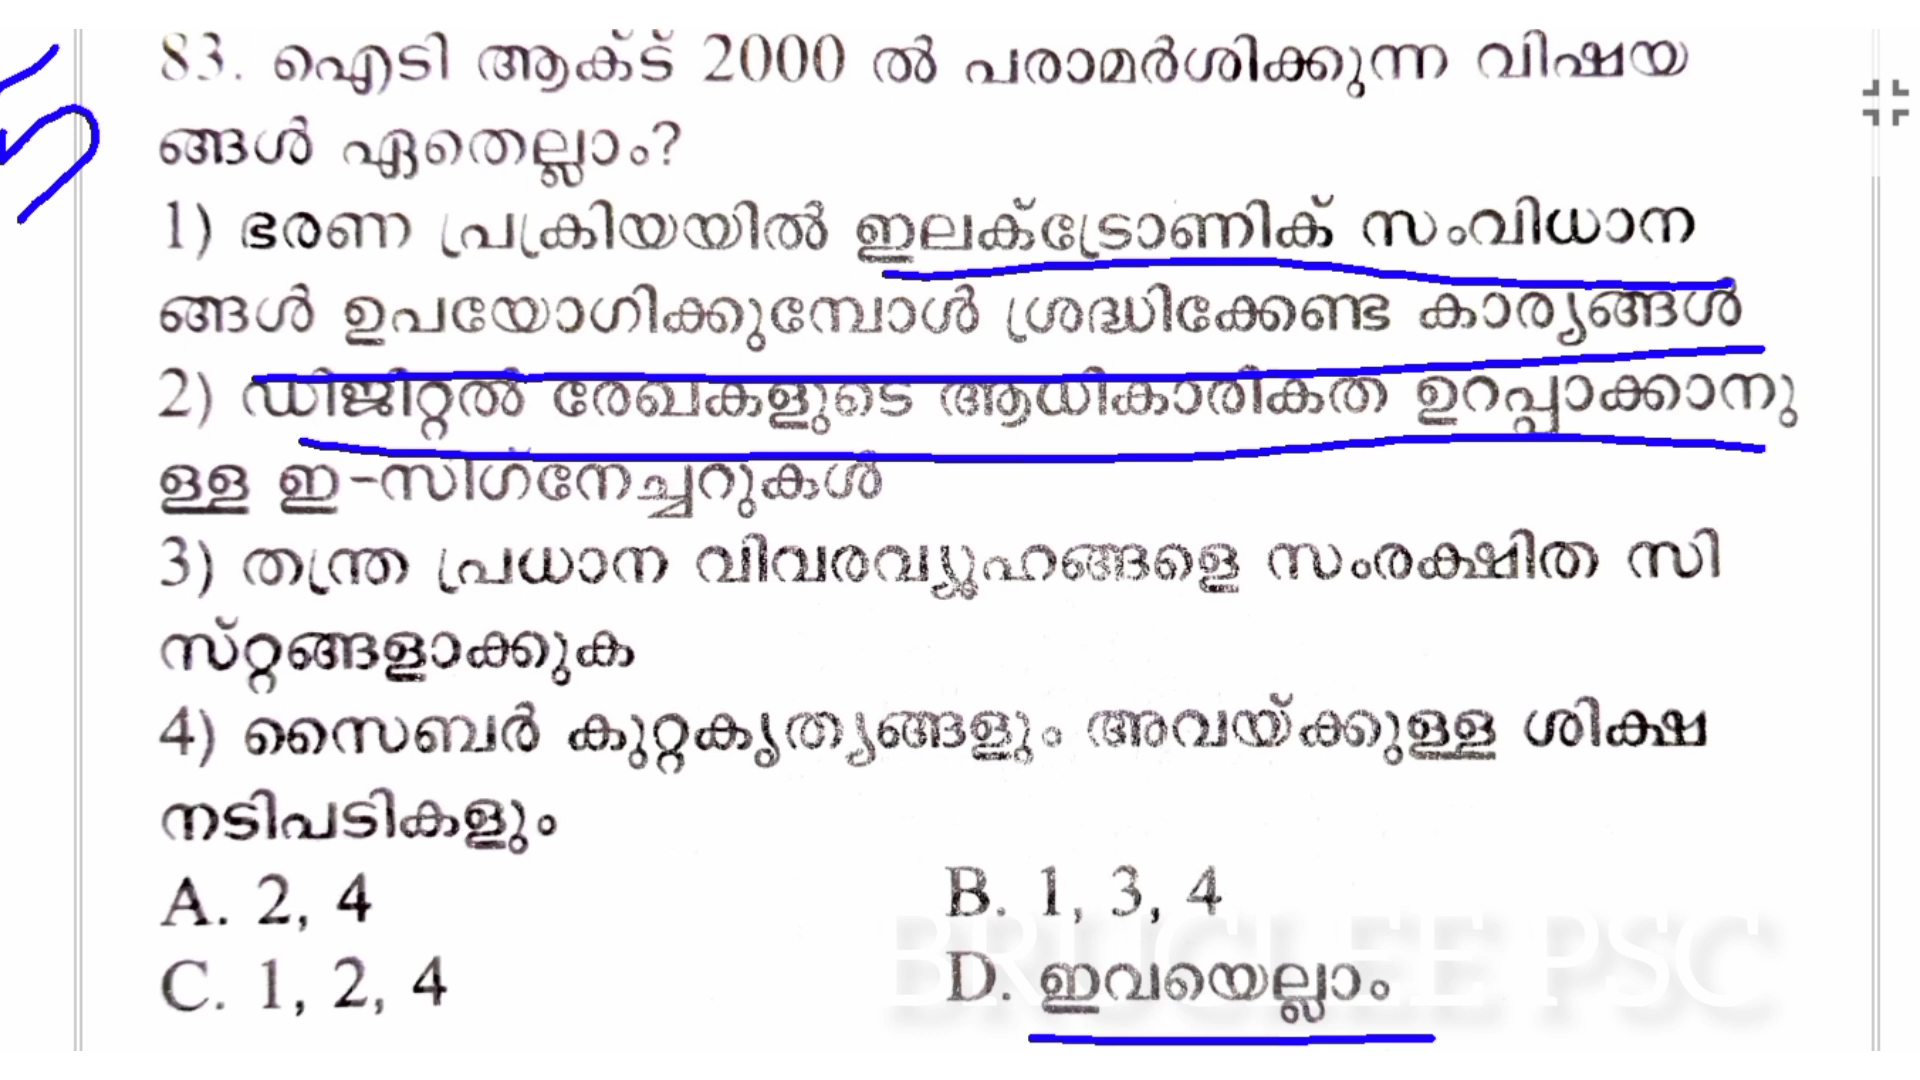 83. ഐടി ആക്ട് 2000 ൽ പരാമർശിക്കുന്ന വിഷയ
ങ്ങൾ ഏതെല്ലാം?
1) ഭരണ പ്രക്രിയയിൽ ഇലക്ട്രോണിക് സംവിധാന
ങ്ങൾ ഉപയോഗിക്കുമ്പോൾ ശ്രദ്ധിക്കേണ്ട കാര്യങ്ങൾ
2) ഡിജിറ്റൽ രേഖകളുടെ ആധികാരികത ഉറപ്പാക്കാനു
ള്ള ഇ-സിഗ്നേച്ചറുകൾ
3) തന്ത്ര പ്രധാന വിവരവ്യൂഹങ്ങളെ സംരക്ഷിത സി
സ്റ്റങ്ങളാക്കുക
4) സൈബർ കുറ്റകൃത്യങ്ങളും അവയ്ക്കുള്ള ശിക്ഷ
നടിപടികളും
A. 2, 4 B. 1, 3, 4
C. 1, 2, 4 D. ഇവയെല്ലാം
BRUCLEE PSC